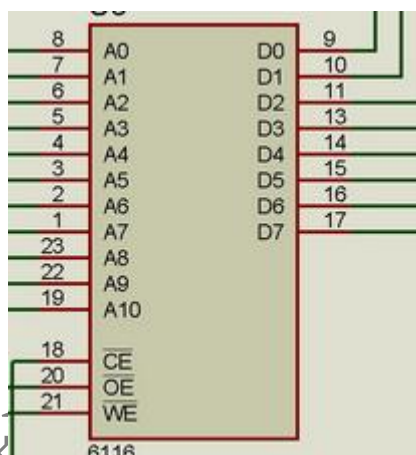 8 A0 D0 9
7 A1 D1 10
6 A2 D2 11
5 A3 D3 13
4 A4 D4 14
3 A5 D5 15
2 A6 D6 16
1 A7 D7 17
23 A8
22 A9
19 A10
18 CE
20 OE
21 WE
6116